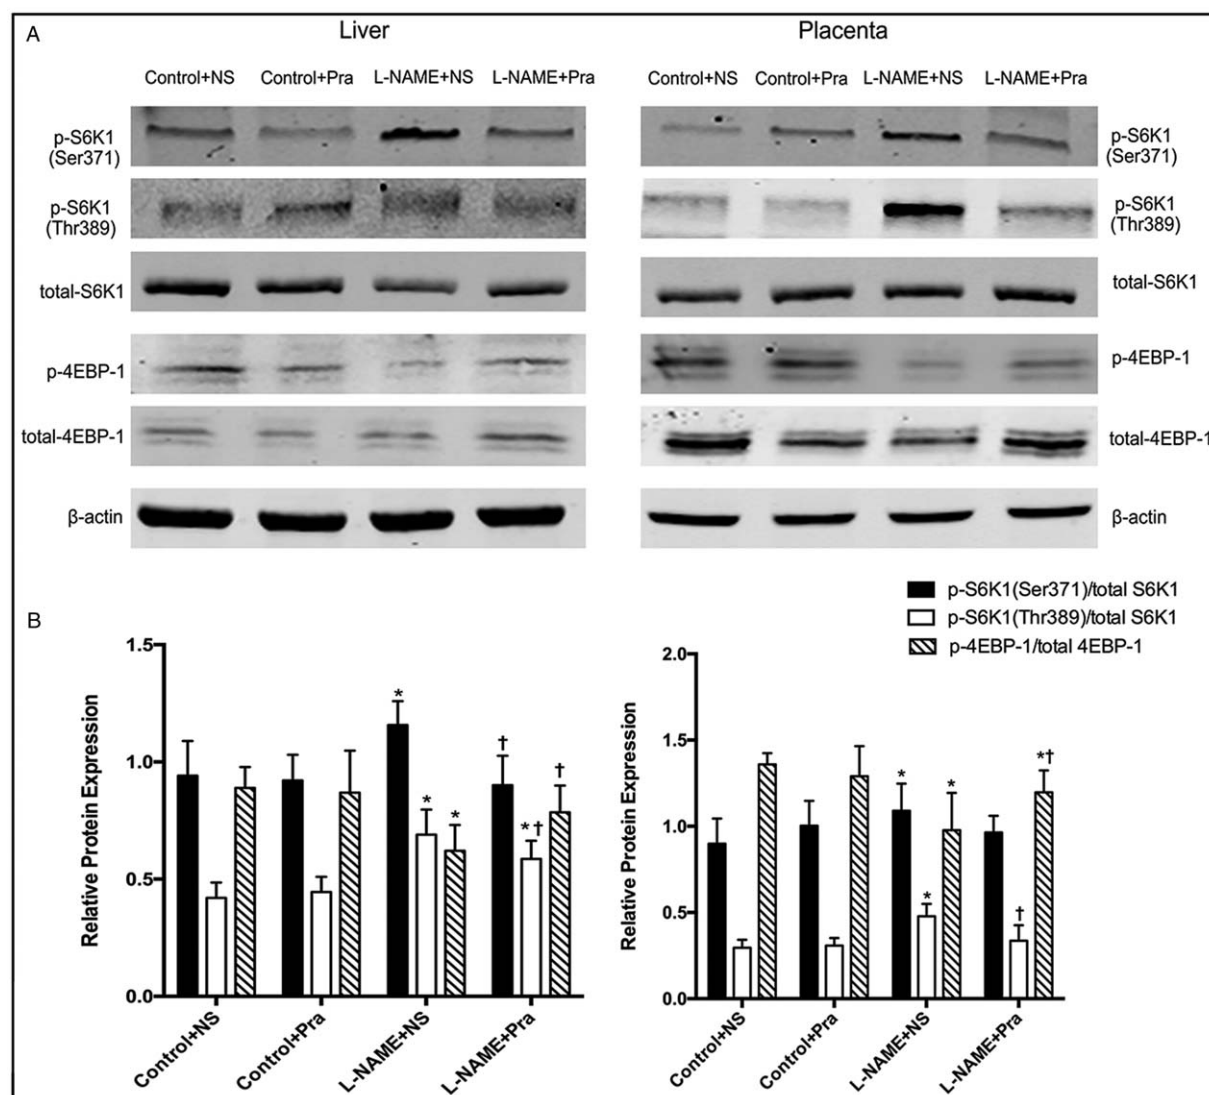 A
Liver
Placenta
Control+NS Control+Pra L-NAME+NS L-NAME+Pra
Control+NS Control+Pra L-NAME+NS L-NAME+Pra
p-S6K1
(Ser371)
p-S6K1
(Ser371)
p-S6K1
(Thr389)
p-S6K1
(Thr389)
total-S6K1
total-S6K1
p-4EBP-1
p-4EBP-1
total-4EBP-1
total-4EBP-1
β-actin
β-actin
B
p-S6K1(Ser371)/total S6K1
p-S6K1(Thr389)/total S6K1
p-4EBP-1/total 4EBP-1
Relative Protein Expression
1.5
1.0
0.5
0.0
*
*
*
†
*†
†
Control+NS
Control+Pra
L-NAME+NS
L-NAME+Pra
Relative Protein Expression
2.0
1.5
1.0
0.5
0.0
*
*
*
†
*†
Control+NS
Control+Pra
L-NAME+NS
L-NAME+Pra